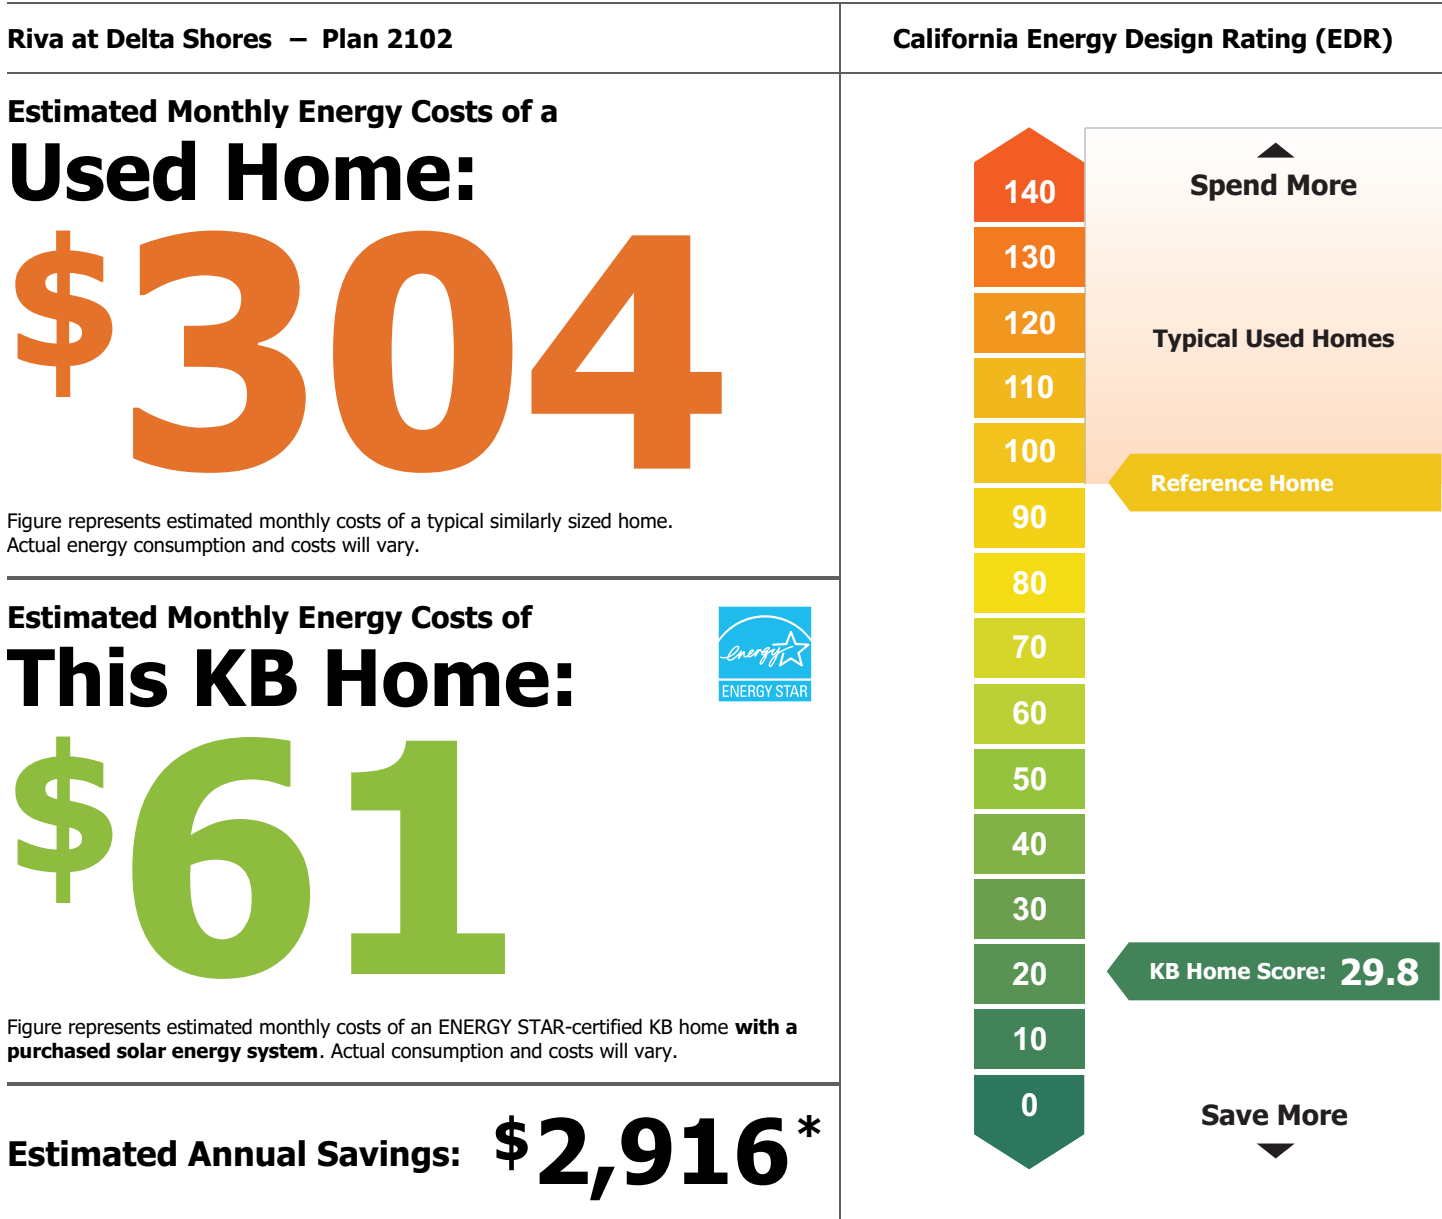 Riva at Delta Shores – Plan 2102
Estimated Monthly Energy Costs of a
Used Home:
$304
Figure represents estimated monthly costs of a typical similarly sized home.
Actual energy consumption and costs will vary.
Estimated Monthly Energy Costs of
This KB Home:
energy
ENERGY STAR
$61
Figure represents estimated monthly costs of an ENERGY STAR-certified KB home with a
purchased solar energy system. Actual consumption and costs will vary.
Estimated Annual Savings: $2,916*
California Energy Design Rating (EDR)
140
Spend More
130
120
Typical Used Homes
110
100
Reference Home
90
80
70
60
50
40
30
20
KB Home Score: 29.8
10
0
Save More